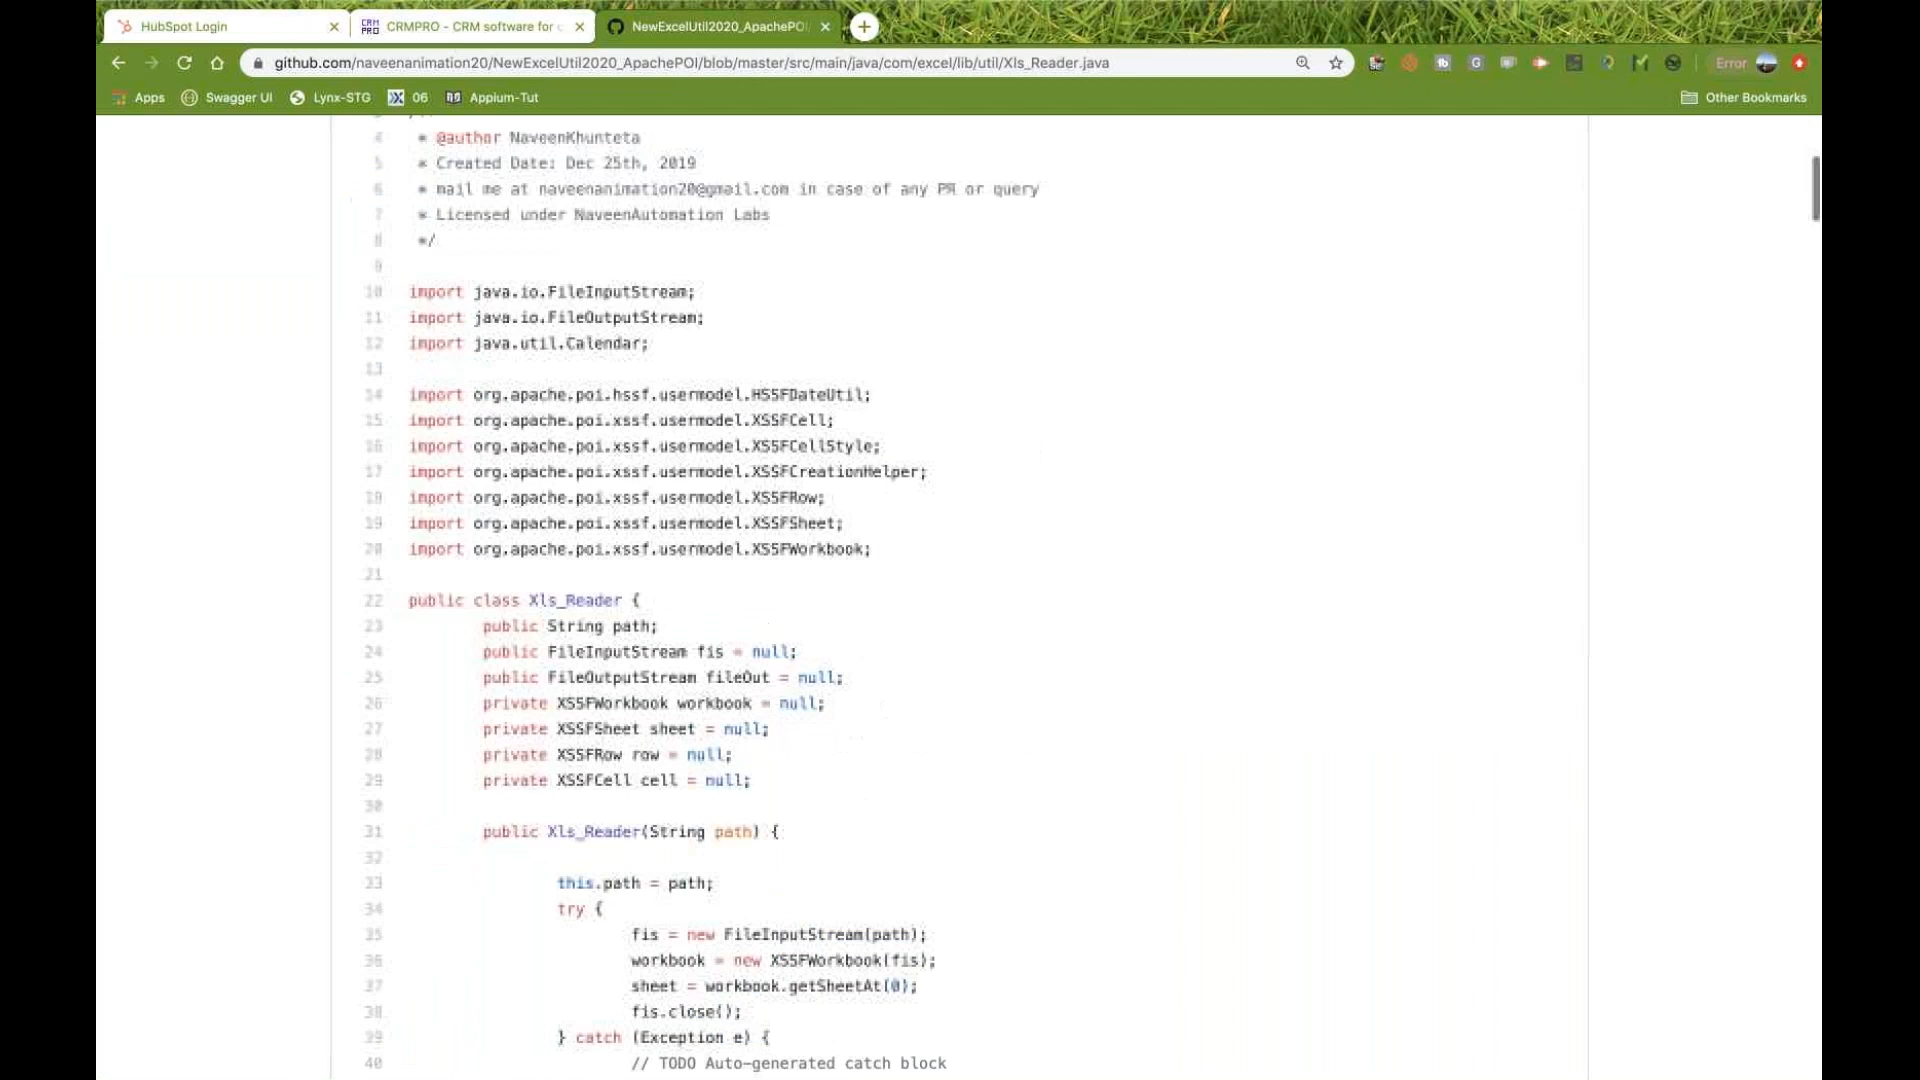 HubSpot Login
CRM PRO CRMPRO - CRM software for c
NewExcelUtil2020_ApachePOI
github.com/naveenanimation20/NewExcelUtil2020_ApachePOI/blob/master/src/main/java/com/excel/lib/util/Xls_Reader.java
Error
Apps Swagger UI Lynx-STG 06 Appium-Tut Other Bookmarks
4 * @author NaveenKhunteta
5 * Created Date: Dec 25th, 2019
6 * mail me at naveenanimation20@gmail.com in case of any PR or query
7 * Licensed under NaveenAutomation Labs
8 */
9
10 import java.io.FileInputStream;
11 import java.io.FileOutputStream;
12 import java.util.Calendar;
13
14 import org.apache.poi.hssf.usermodel.HSSFDateUtil;
15 import org.apache.poi.xssf.usermodel.XSSFCell;
16 import org.apache.poi.xssf.usermodel.XSSFCellStyle;
17 import org.apache.poi.xssf.usermodel.XSSFCreationHelper;
18 import org.apache.poi.xssf.usermodel.XSSFRow;
19 import org.apache.poi.xssf.usermodel.XSSFSheet;
20 import org.apache.poi.xssf.usermodel.XSSFWorkbook;
21
22 public class Xls_Reader {
23 public String path;
24 public FileInputStream fis = null;
25 public FileOutputStream fileOut = null;
26 private XSSFWorkbook workbook = null;
27 private XSSFSheet sheet = null;
28 private XSSFRow row = null;
29 private XSSFCell cell = null;
30
31 public Xls_Reader(String path) {
32
33 this.path = path;
34 try {
35 fis = new FileInputStream(path);
36 workbook = new XSSFWorkbook(fis);
37 sheet = workbook.getSheetAt(0);
38 fis.close();
39 } catch (Exception e) {
40 // TODO Auto-generated catch block